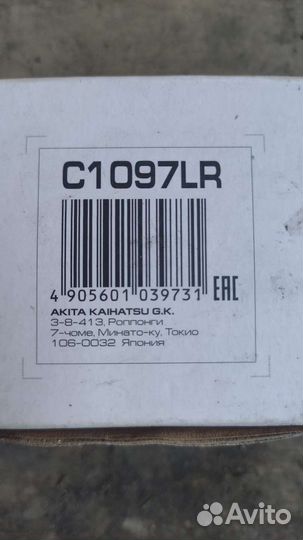 C1097LR
4 905601 039731
EAC
AKITA KAIHATSU G.K.
3-8-413, Роппонги
7-чоме, Минато-ку, Токио
106-0032 Япония
Avito